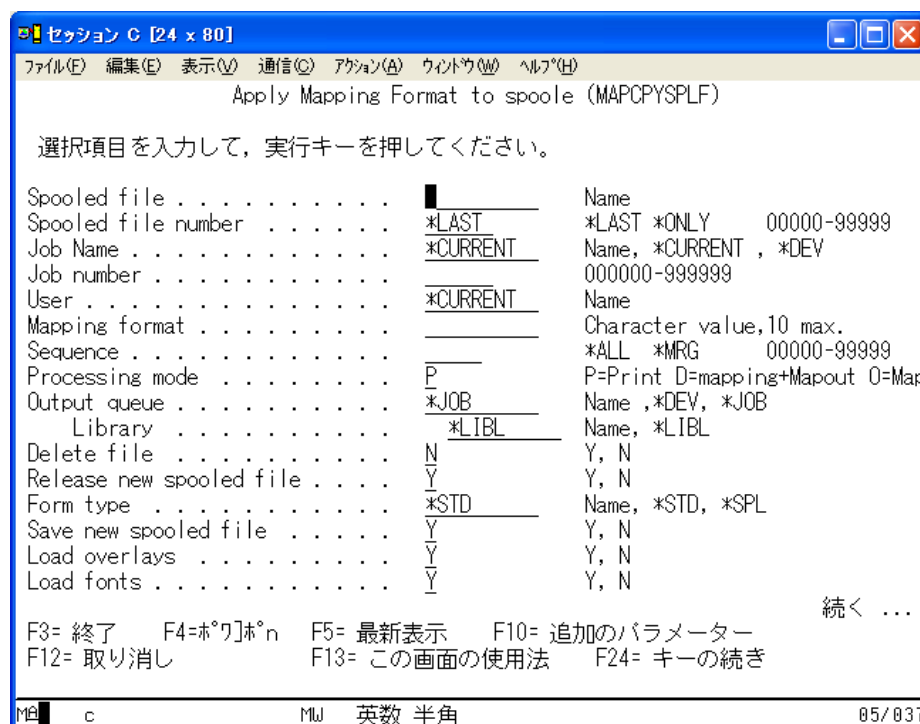 セッション C [24 x 80]
ファイル(F) 編集(E) 表示(V) 通信(C) アクション(A) ウィンドウ(W) ヘルプ(H)
Apply Mapping Format to spoole (MAPCPYSPLF)
選択項目を入力して, 実行キーを押してください。
Spooled file . . . . . . . . . . Name
Spooled file number . . . . . . *LAST *LAST *ONLY 00000-99999
Job Name . . . . . . . . . . . . *CURRENT Name, *CURRENT , *DEV
Job number . . . . . . . . . . . 000000-999999
User . . . . . . . . . . . . . . *CURRENT Name
Mapping format . . . . . . . . . Character value,10 max.
Sequence . . . . . . . . . . . . *ALL *MRG 00000-99999
Processing mode . . . . . . . . P P=Print D=mapping+Mapout O=Map
Output queue . . . . . . . . . . *JOB Name ,*DEV, *JOB
Library . . . . . . . . . . *LIBL Name, *LIBL
Delete file . . . . . . . . . . N Y, N
Release new spooled file . . . . Y Y, N
Form type . . . . . . . . . . . *STD Name, *STD, *SPL
Save new spooled file . . . . . Y Y, N
Load overlays . . . . . . . . . Y Y, N
Load fonts . . . . . . . . . . . Y Y, N
続く ...
F3= 終了 F4=ホ゜ワ]ホ゜n F5= 最新表示 F10= 追加のパラメーター
F12= 取り消し F13= この画面の使用法 F24= キーの続き
MA c MW 英数 半角 05/037